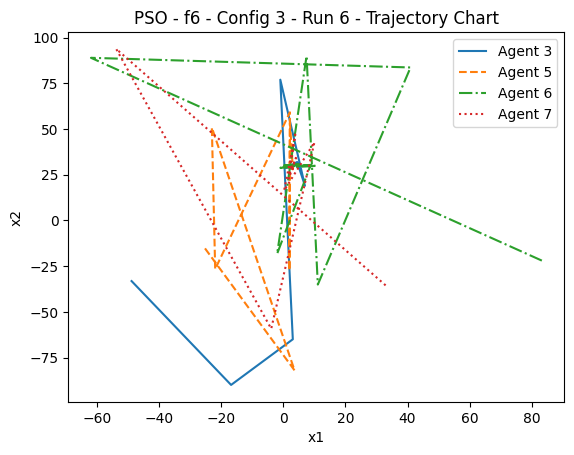 PSO - f6 - Config 3 - Run 6 - Trajectory Chart
100
75
50
25
0
−25
−50
−75
x2
Agent 3
Agent 5
Agent 6
Agent 7
−60 −40 −20 0 20 40 60 80
x1